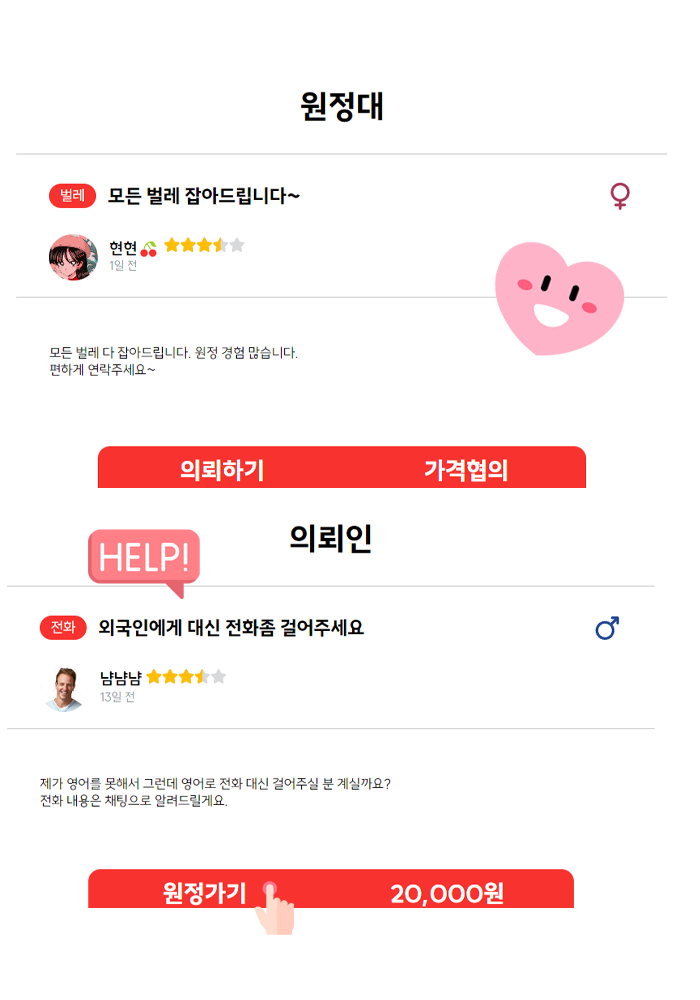 원정대
벌레 모든 벌레 잡아드립니다~
현현
1일 전
모든 벌레 다 잡아드립니다. 원정 경험 많습니다.
편하게 연락주세요~
의뢰하기 가격협의
HELP!
의뢰인
전화 외국인에게 대신 전화좀 걸어주세요
냠냠냠
13일 전
제가 영어를 못해서 그런데 영어로 전화 대신 걸어주실 분 계실까요?
전화 내용은 채팅으로 알려드릴게요.
원정가기 20,000원